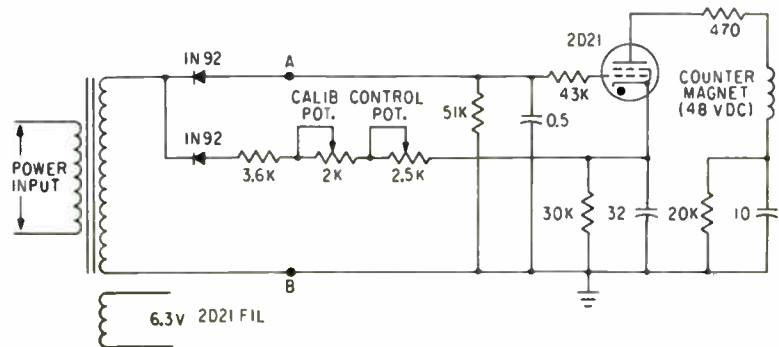 IN92
A
2D21
470
CALIB
POT.
CONTROL
POT.
51K
43K
0.5
COUNTER
MAGNET
(48 VDC)
POWER
INPUT
IN92
3.6K
2K
2.5K
30K
32
20K
10
B
6.3V 2D21 FIL